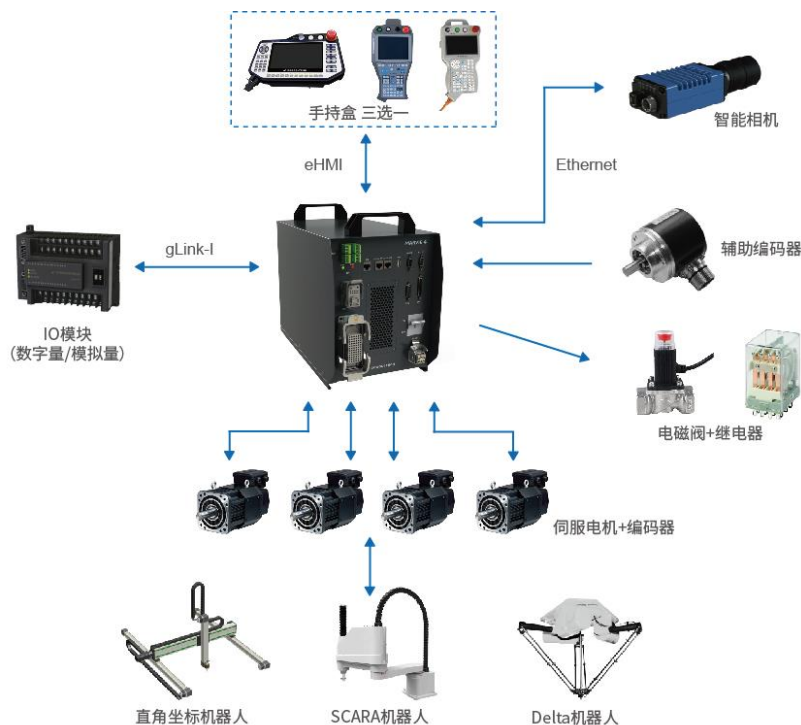 手持盒 三选一
智能相机
eHMI
Ethernet
gLink-I
辅助编码器
IO模块
(数字量/模拟量)
电磁阀+继电器
伺服电机+编码器
直角坐标机器人
SCARA机器人
Delta机器人